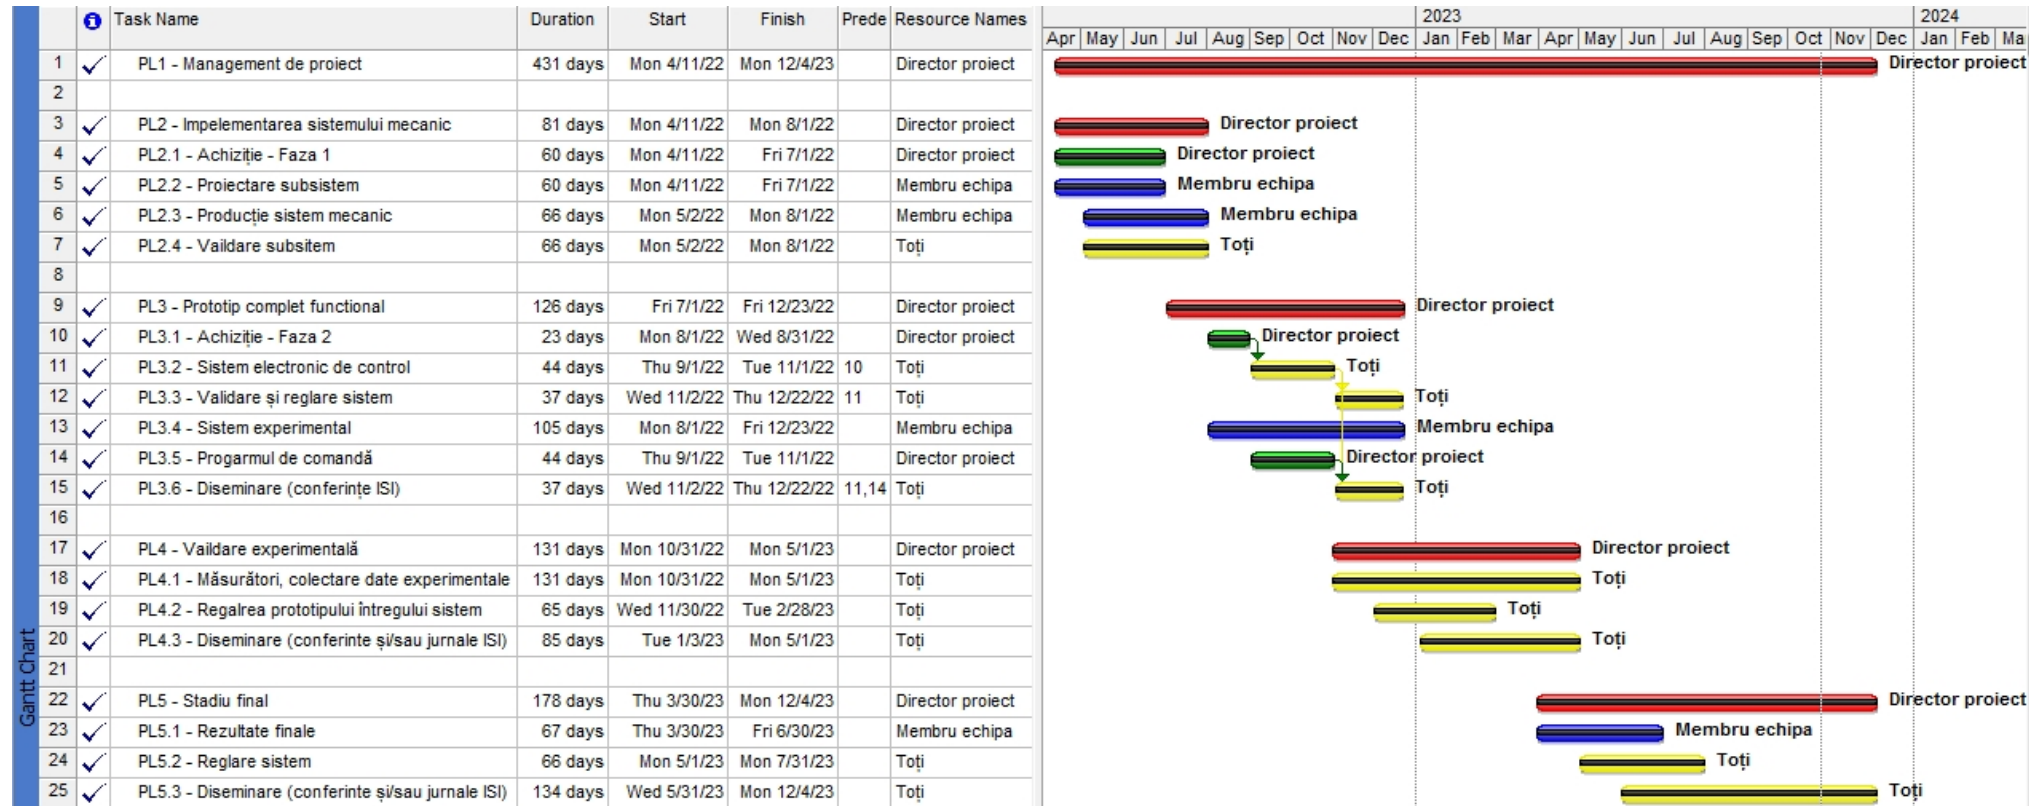 Task Name Duration Start Finish Prede Resource Names
2023 2024
Apr May Jun Jul Aug Sep Oct Nov Dec Jan Feb Mar Apr May Jun Jul Aug Sep Oct Nov Dec Jan Feb Ma
1 PL1 - Management de proiect 431 days Mon 4/11/22 Mon 12/4/23 Director proiect Director proiect
2
3 PL2 - Impelementarea sistemului mecanic 81 days Mon 4/11/22 Mon 8/1/22 Director proiect Director proiect
4 PL2.1 - Achiziție - Faza 1 60 days Mon 4/11/22 Fri 7/1/22 Director proiect Director proiect
5 PL2.2 - Proiectare subsistem 60 days Mon 4/11/22 Fri 7/1/22 Membru echipa Membru echipa
6 PL2.3 - Producție sistem mecanic 66 days Mon 5/2/22 Mon 8/1/22 Membru echipa Membru echipa
7 PL2.4 - Vaildare subsitem 66 days Mon 5/2/22 Mon 8/1/22 Toți Toți
8
9 PL3 - Prototip complet functional 126 days Fri 7/1/22 Fri 12/23/22 Director proiect Director proiect
10 PL3.1 - Achiziție - Faza 2 23 days Mon 8/1/22 Wed 8/31/22 Director proiect Director proiect
11 PL3.2 - Sistem electronic de control 44 days Thu 9/1/22 Tue 11/1/22 10 Toți Toți
12 PL3.3 - Validare și reglare sistem 37 days Wed 11/2/22 Thu 12/22/22 11 Toți Toți
13 PL3.4 - Sistem experimental 105 days Mon 8/1/22 Fri 12/23/22 Membru echipa Membru echipa
14 PL3.5 - Progarmul de comandă 44 days Thu 9/1/22 Tue 11/1/22 Director proiect Director proiect
15 PL3.6 - Diseminare (conferințe ISI) 37 days Wed 11/2/22 Thu 12/22/22 11,14 Toți Toți
16
17 PL4 - Vaildare experimentală 131 days Mon 10/31/22 Mon 5/1/23 Director proiect Director proiect
18 PL4.1 - Măsurători, colectare date experimentale 131 days Mon 10/31/22 Mon 5/1/23 Toți Toți
19 PL4.2 - Regalrea prototipului întregului sistem 65 days Wed 11/30/22 Tue 2/28/23 Toți Toți
20 PL4.3 - Diseminare (conferinte și/sau jurnale ISI) 85 days Tue 1/3/23 Mon 5/1/23 Toți Toți
21
22 PL5 - Stadiu final 178 days Thu 3/30/23 Mon 12/4/23 Director proiect Director proiect
23 PL5.1 - Rezultate finale 67 days Thu 3/30/23 Fri 6/30/23 Membru echipa Membru echipa
24 PL5.2 - Reglare sistem 66 days Mon 5/1/23 Mon 7/31/23 Toți Toți
25 PL5.3 - Diseminare (conferinte și/sau jurnale ISI) 134 days Wed 5/31/23 Mon 12/4/23 Toți Toți
Gantt Chart